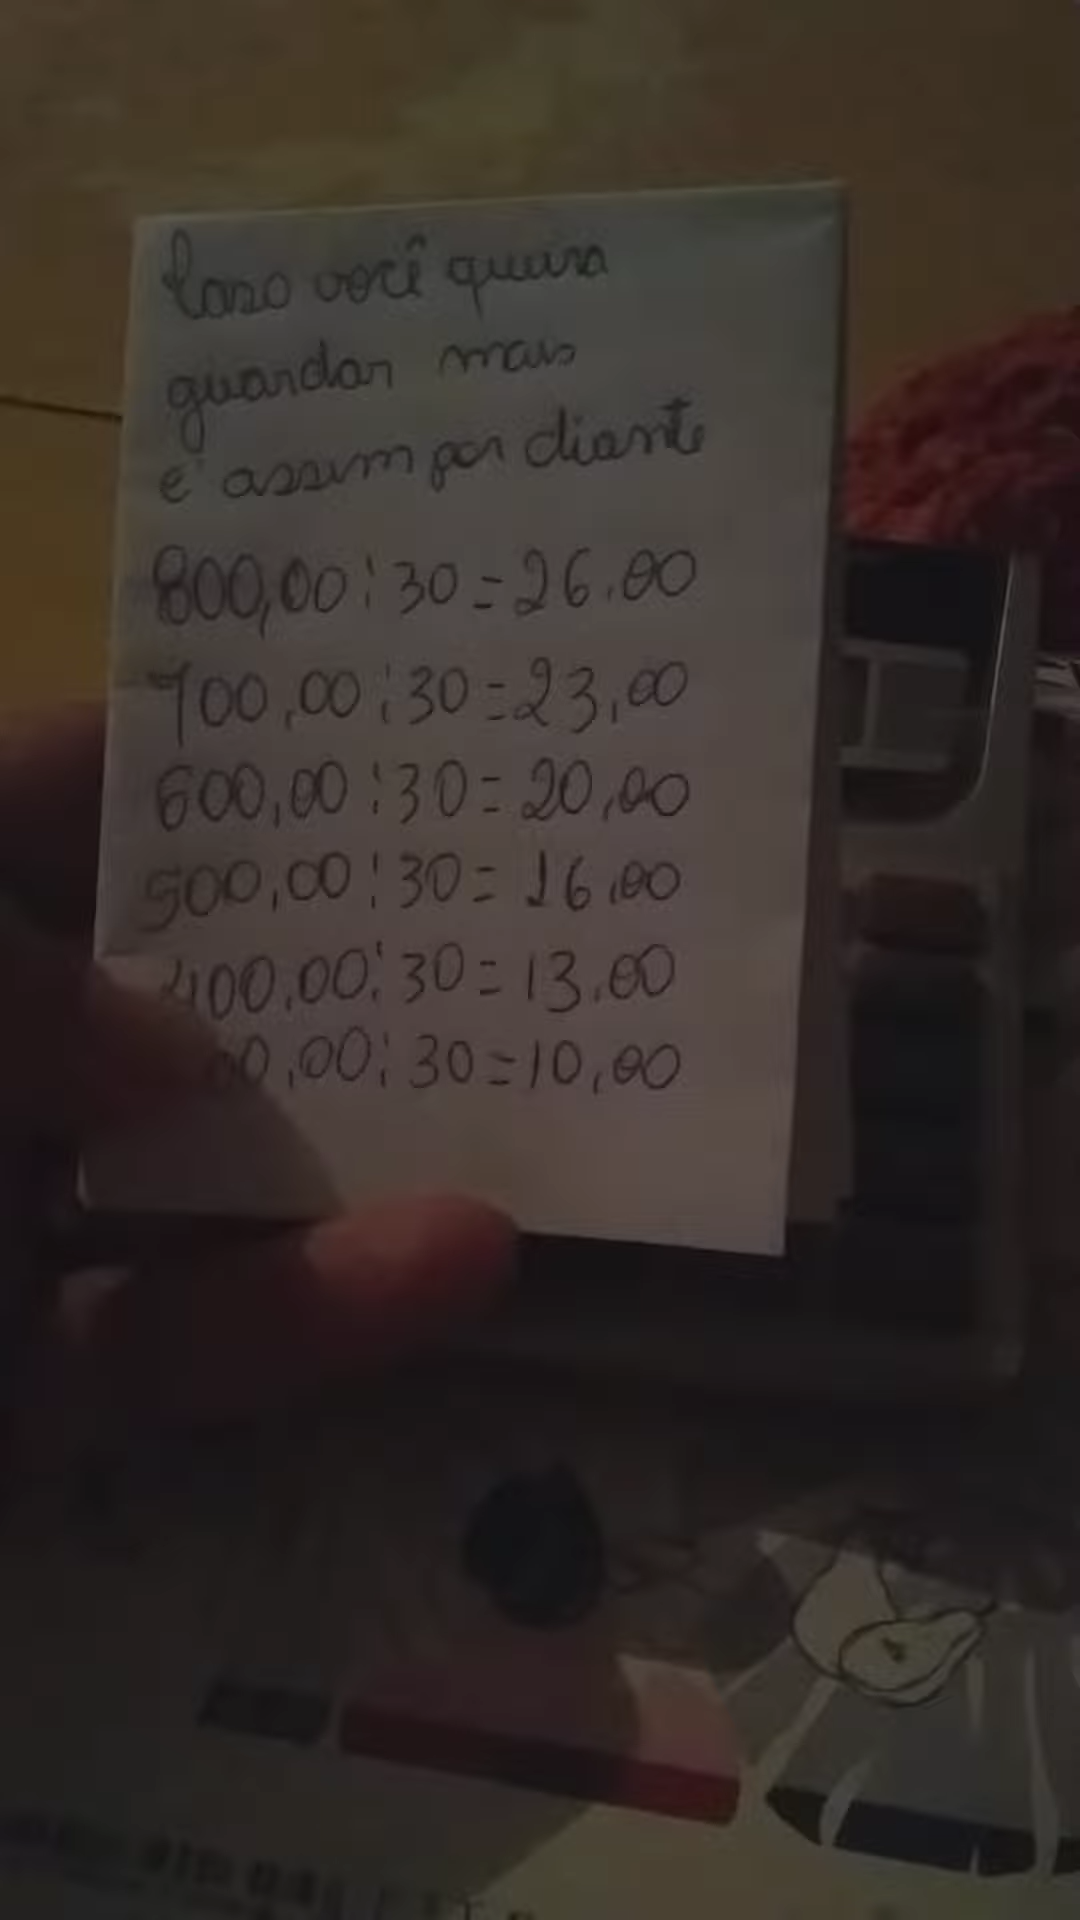 Caso você queira
guardar mais
e assim por diante
800,00:30=26.00
700,00:30=23,00
600,00:30=20,00
500,00:30=16,00
400,00:30=13,00
00,00:30=10,00